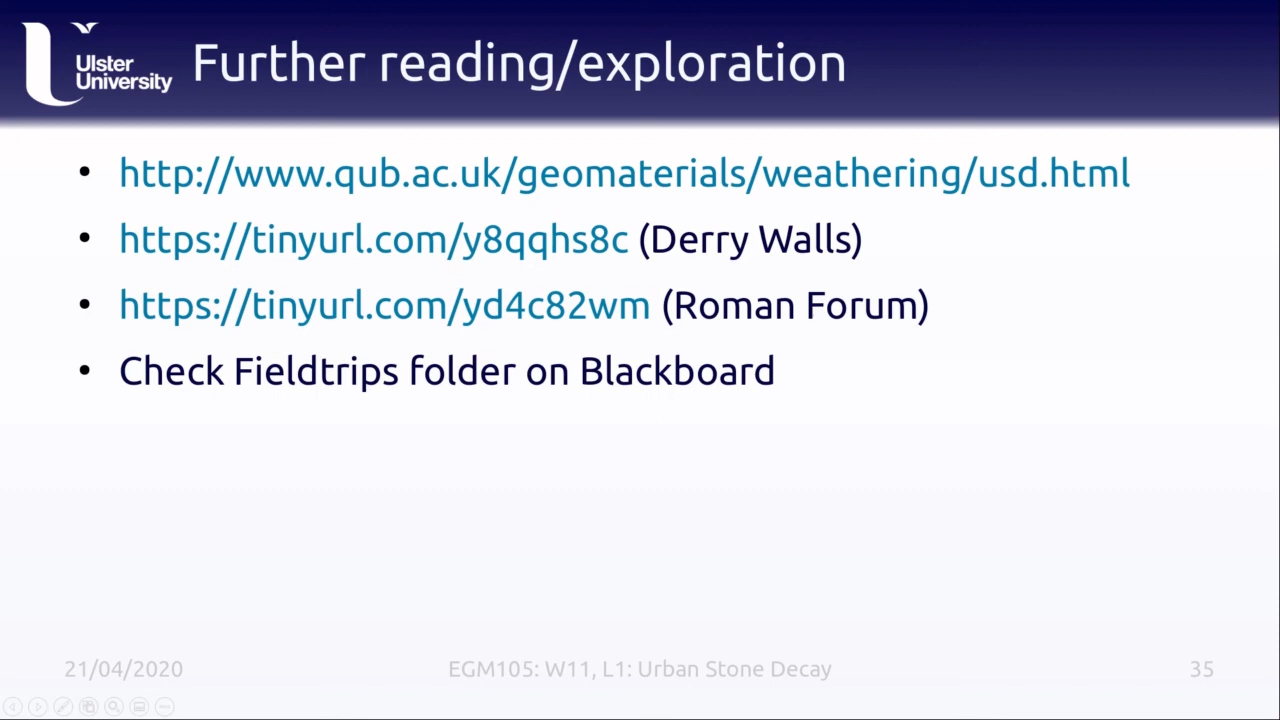 Ulster
University
Further reading/exploration
• http://www.qub.ac.uk/geomaterials/weathering/usd.html
• https://tinyurl.com/y8qqhs8c (Derry Walls)
• https://tinyurl.com/yd4c82wm (Roman Forum)
• Check Fieldtrips folder on Blackboard
21/04/2020 EGM105: W11, L1: Urban Stone Decay 35